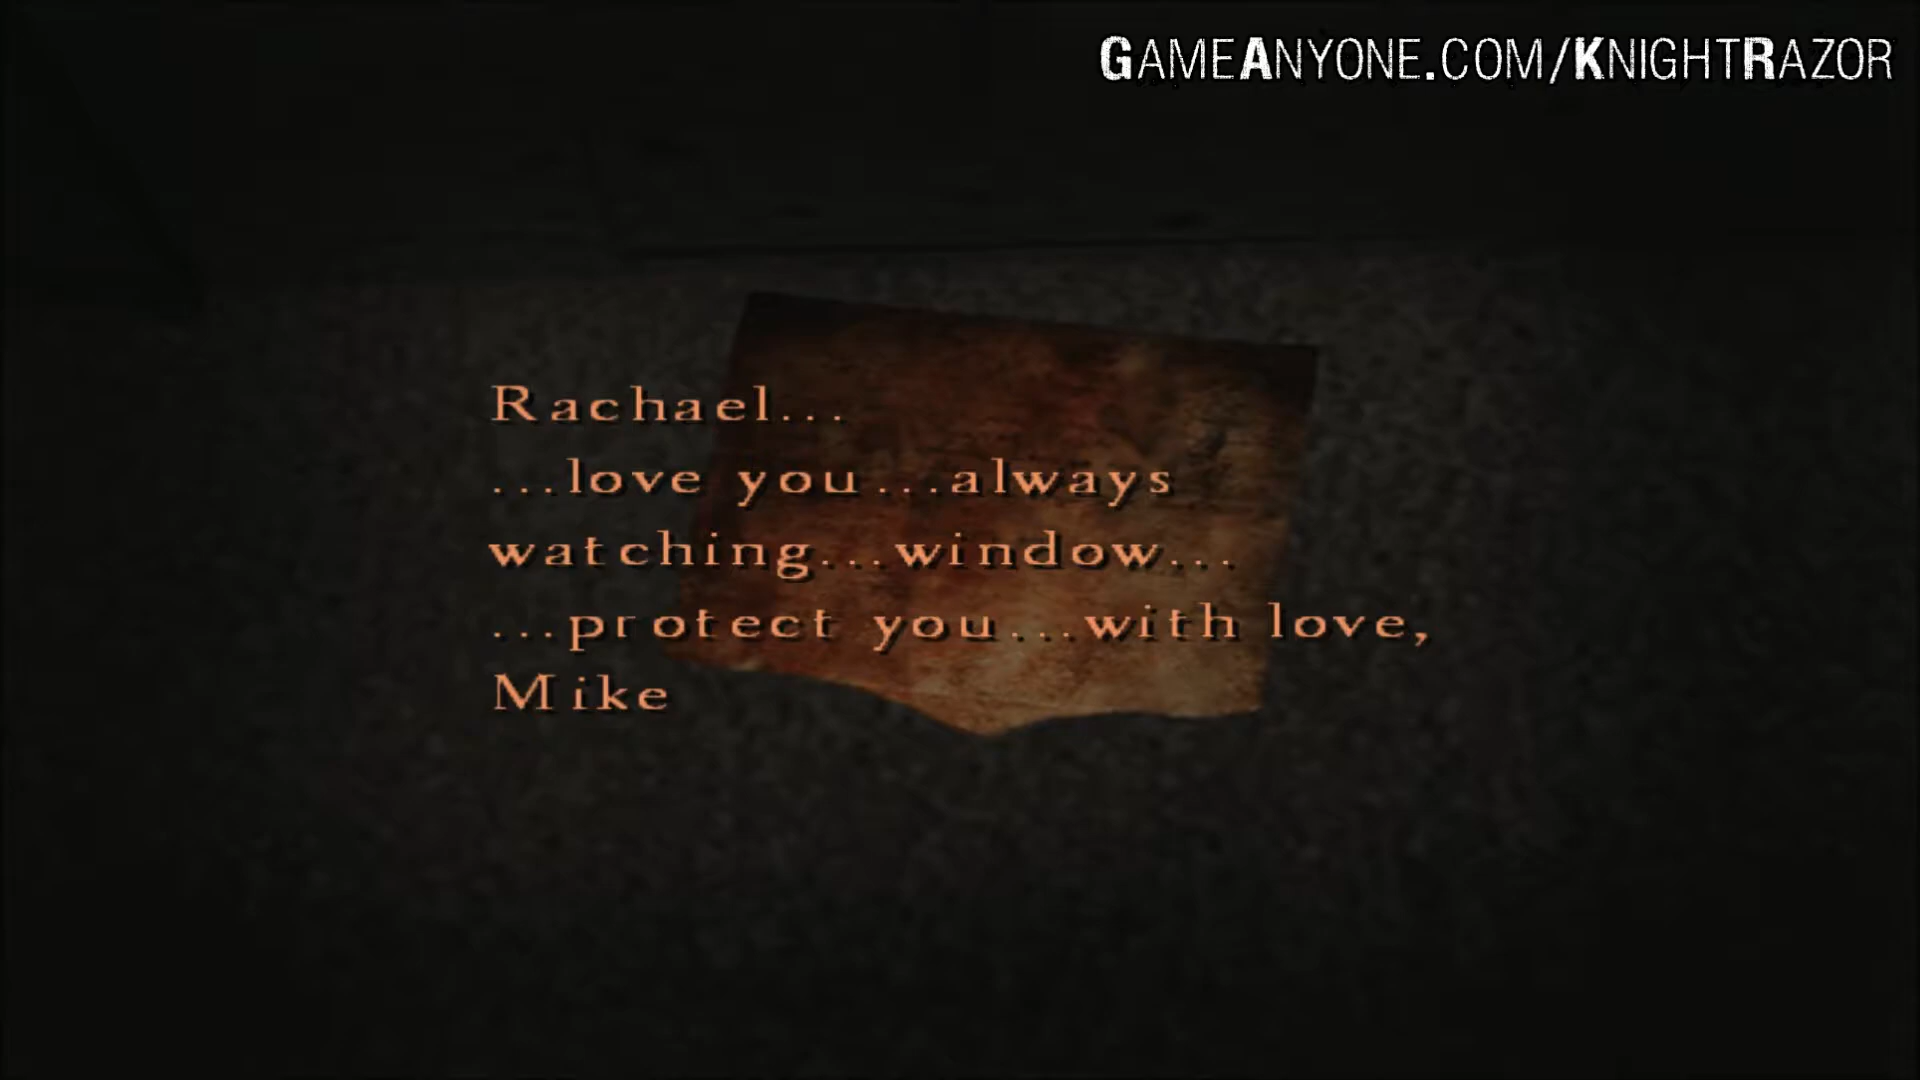 GameAnyone.com/KnightRazor
Rachael...
...love you...always
watching...window...
...protect you...with love,
Mike